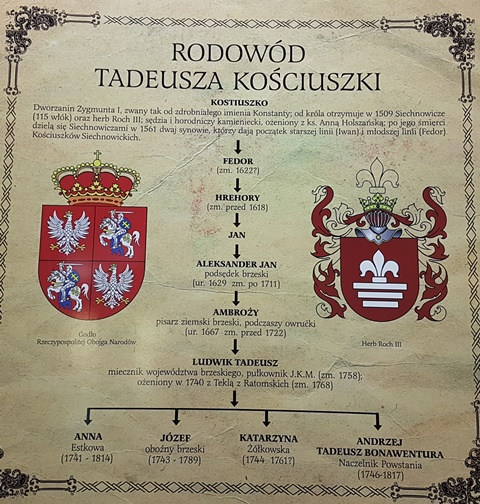 RODOWÓD
TADEUSZA KOŚCIUSZKI
KOSTIUSZKO
Dworzanin Zygmunta I, zwany tak od zdrobniałego imienia Konstanty; od króla otrzymuje w 1509 Siechnowicze
(115 włók) oraz herb Roch III; sędzia i horodniczy kamieniecki, ożeniony z ks. Anną Holszańską; po jego śmierci
dzielą się Siechnowiczami w 1561 dwaj synowie, którzy dają początek starszej linii (Iwan) i młodszej linii (Fedor)
Kościuszków Siechnowickich.
FEDOR
(zm. 1622?)
HREHORY
(zm. przed 1618)
JAN
ALEKSANDER JAN
podsędek brzeski
(ur. 1629 zm. po 1711)
AMBROŻY
pisarz ziemski brzeski, podczaszy owrucki
(ur. 1667 zm. przed 1722)
LUDWIK TADEUSZ
miecznik województwa brzeskiego, pułkownik J.K.M. (zm. 1758);
ożeniony w 1740 z Teklą z Ratomskich (zm. 1768)
Godło
Rzeczypospolitej Obojga Narodów
Herb Roch III
ANNA
Estkowa
(1741 - 1814)
JÓZEF
oboźny brzeski
(1743 - 1789)
KATARZYNA
Żółkowska
(1744 1761?)
ANDRZEJ
TADEUSZ BONAWENTURA
Naczelnik Powstania
(1746-1817)